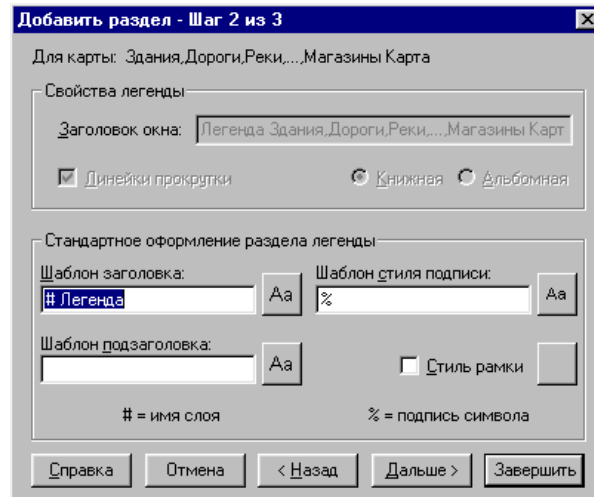 Добавить раздел - Шаг 2 из 3
Для карты: Здания,Дороги,Реки,...,Магазины Карта
Свойства легенды
Заголовок окна: Легенда Здания,Дороги,Реки,...,Магазины Карт
Линейки прокрутки Книжная Альбомная
Стандартное оформление раздела легенды
Шаблон заголовка: Шаблон стиля подписи:
# Легенда Aa % Aa
Шаблон подзаголовка:
Aa Стиль рамки
# = имя слоя % = подпись символа
Справка Отмена < Назад Дальше > Завершить